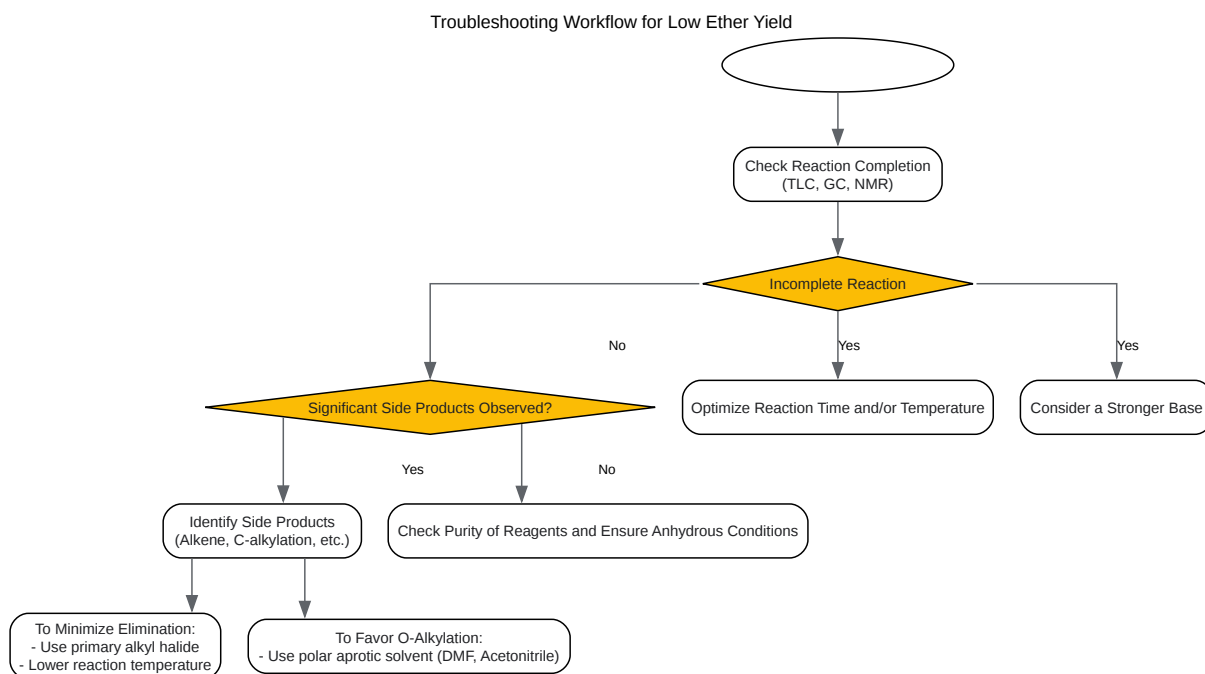 Troubleshooting Workflow for Low Ether Yield
Check Reaction Completion
(TLC, GC, NMR)
Incomplete Reaction
No
Yes
Yes
Significant Side Products Observed?
Optimize Reaction Time and/or Temperature
Consider a Stronger Base
Yes
No
Identify Side Products
(Alkene, C-alkylation, etc.)
Check Purity of Reagents and Ensure Anhydrous Conditions
To Minimize Elimination:
- Use primary alkyl halide
- Lower reaction temperature
To Favor O-Alkylation:
- Use polar aprotic solvent (DMF, Acetonitrile)